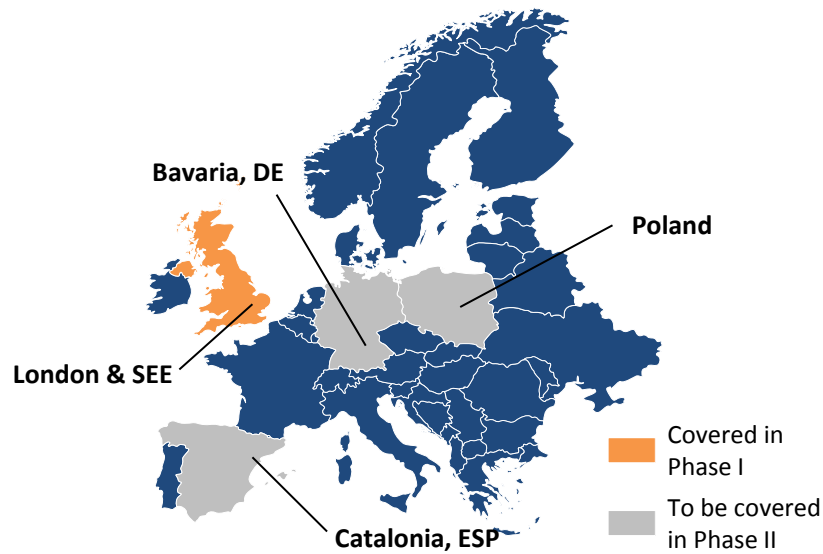 Bavaria, DE
Poland
London & SEE
Catalonia, ESP
Covered in
Phase I
To be covered
in Phase II